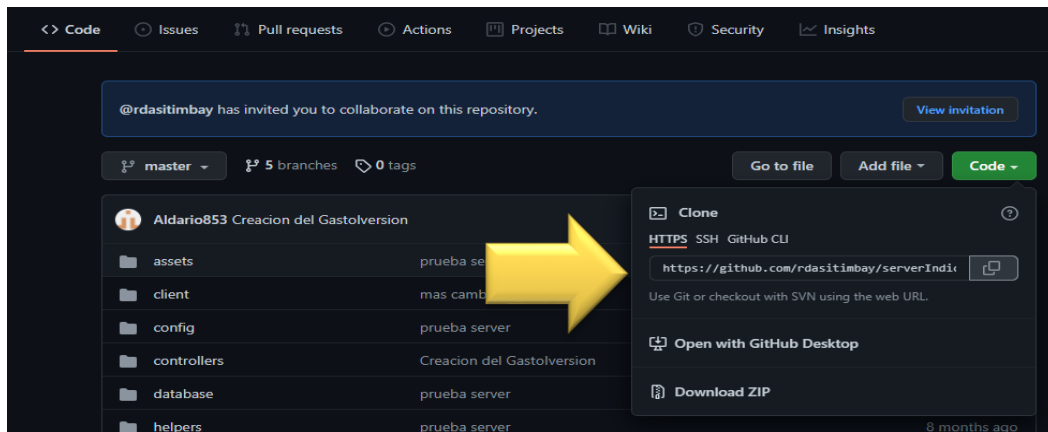 <> Code Issues Pull requests Actions Projects Wiki Security Insights
@rdasitimbay has invited you to collaborate on this repository. View invitation
master 5 branches 0 tags Go to file Add file Code
Aldario853 Creacion del Gastolversion
assets prueba se
client mas camb
config prueba server
controllers Creacion del Gastolversion
database prueba server
helpers prueba server 8 months ago
Clone
HTTPS SSH GitHub CLI
https://github.com/rdasitimbay/serverIndic
Use Git or checkout with SVN using the web URL.
Open with GitHub Desktop
Download ZIP